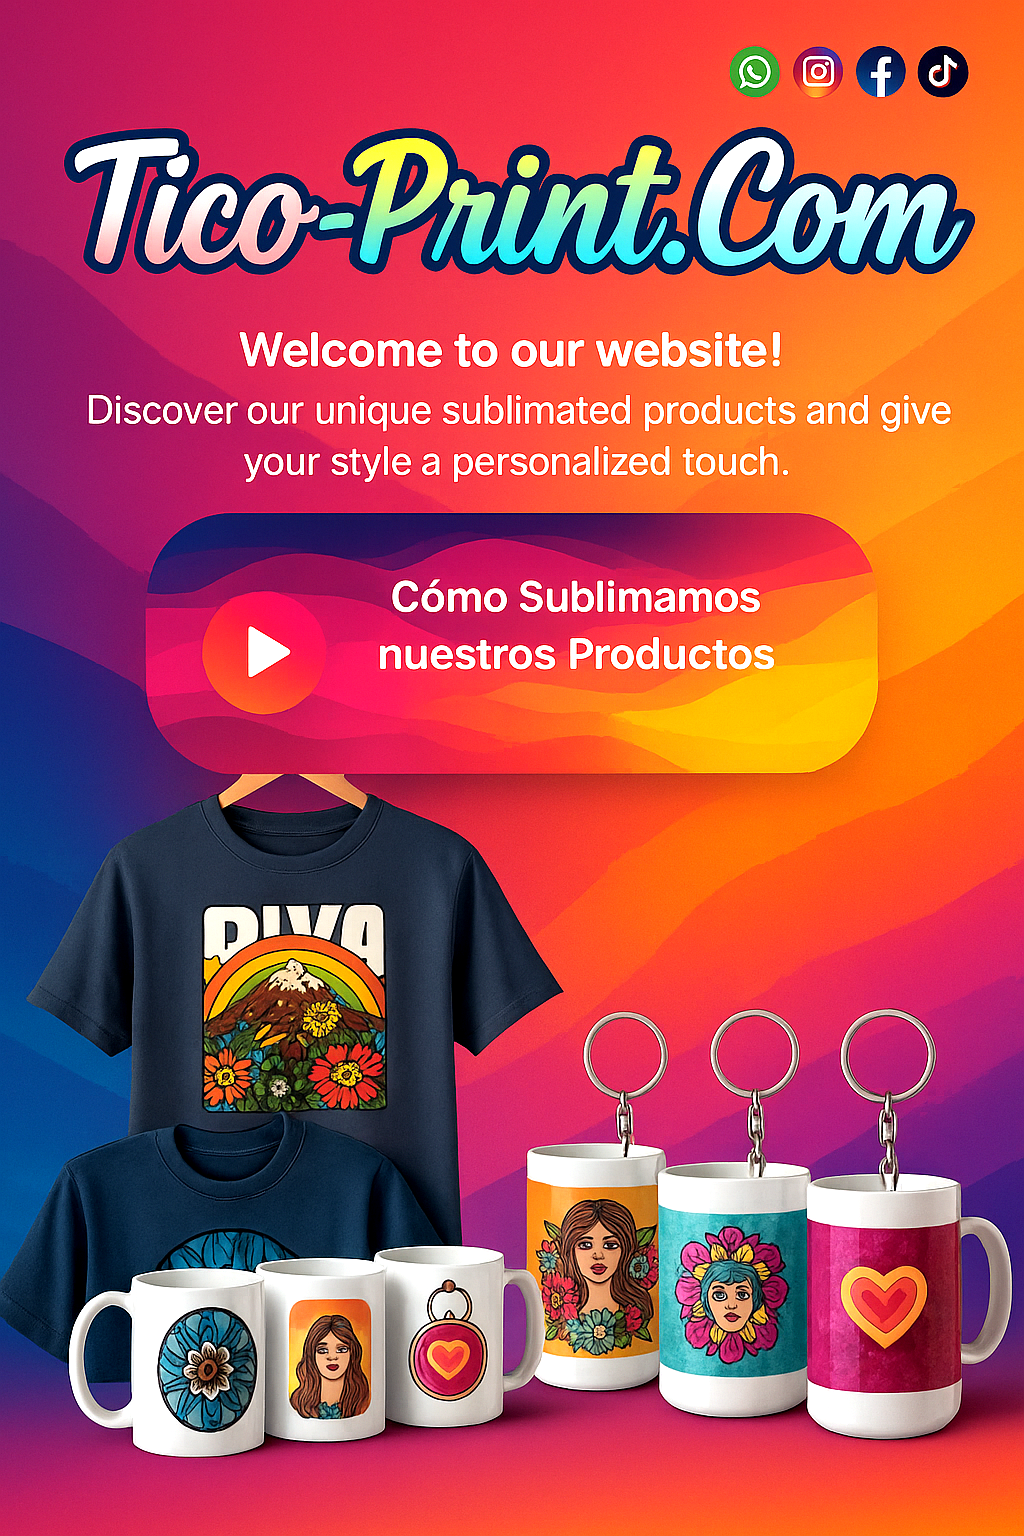 Tico-Print.Com
Welcome to our website!
Discover our unique sublimated products and give
your style a personalized touch.
Cómo Sublimamos
nuestros Productos